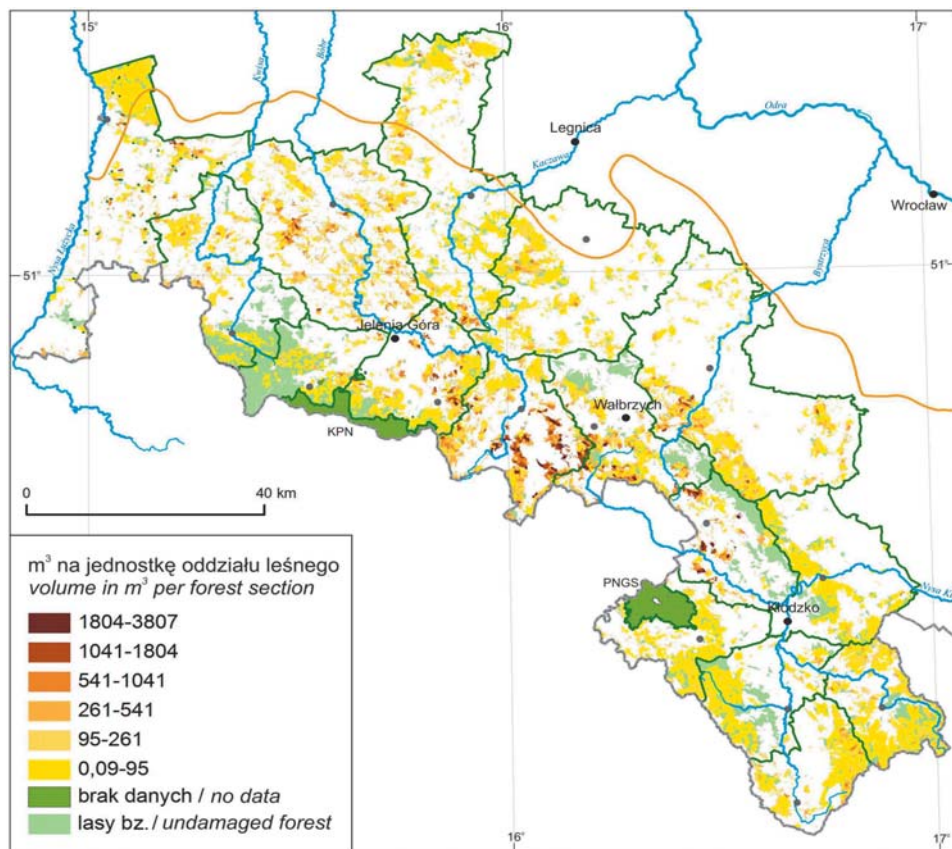 15°
16°
17°
Kwisa
Bóbr
Odra
Legnica
Kaczawa
Wrocław
Nysa Łużycka
Bystrzyca
51°
51°
Jelenia Góra
Wałbrzych
KPN
0 40 km
PNGS
Kłodzko
m³ na jednostkę oddziału leśnego
volume in m³ per forest section
1804-3807
1041-1804
541-1041
261-541
95-261
0,09-95
brak danych / no data
lasy bz. / undamaged forest
16°
17°